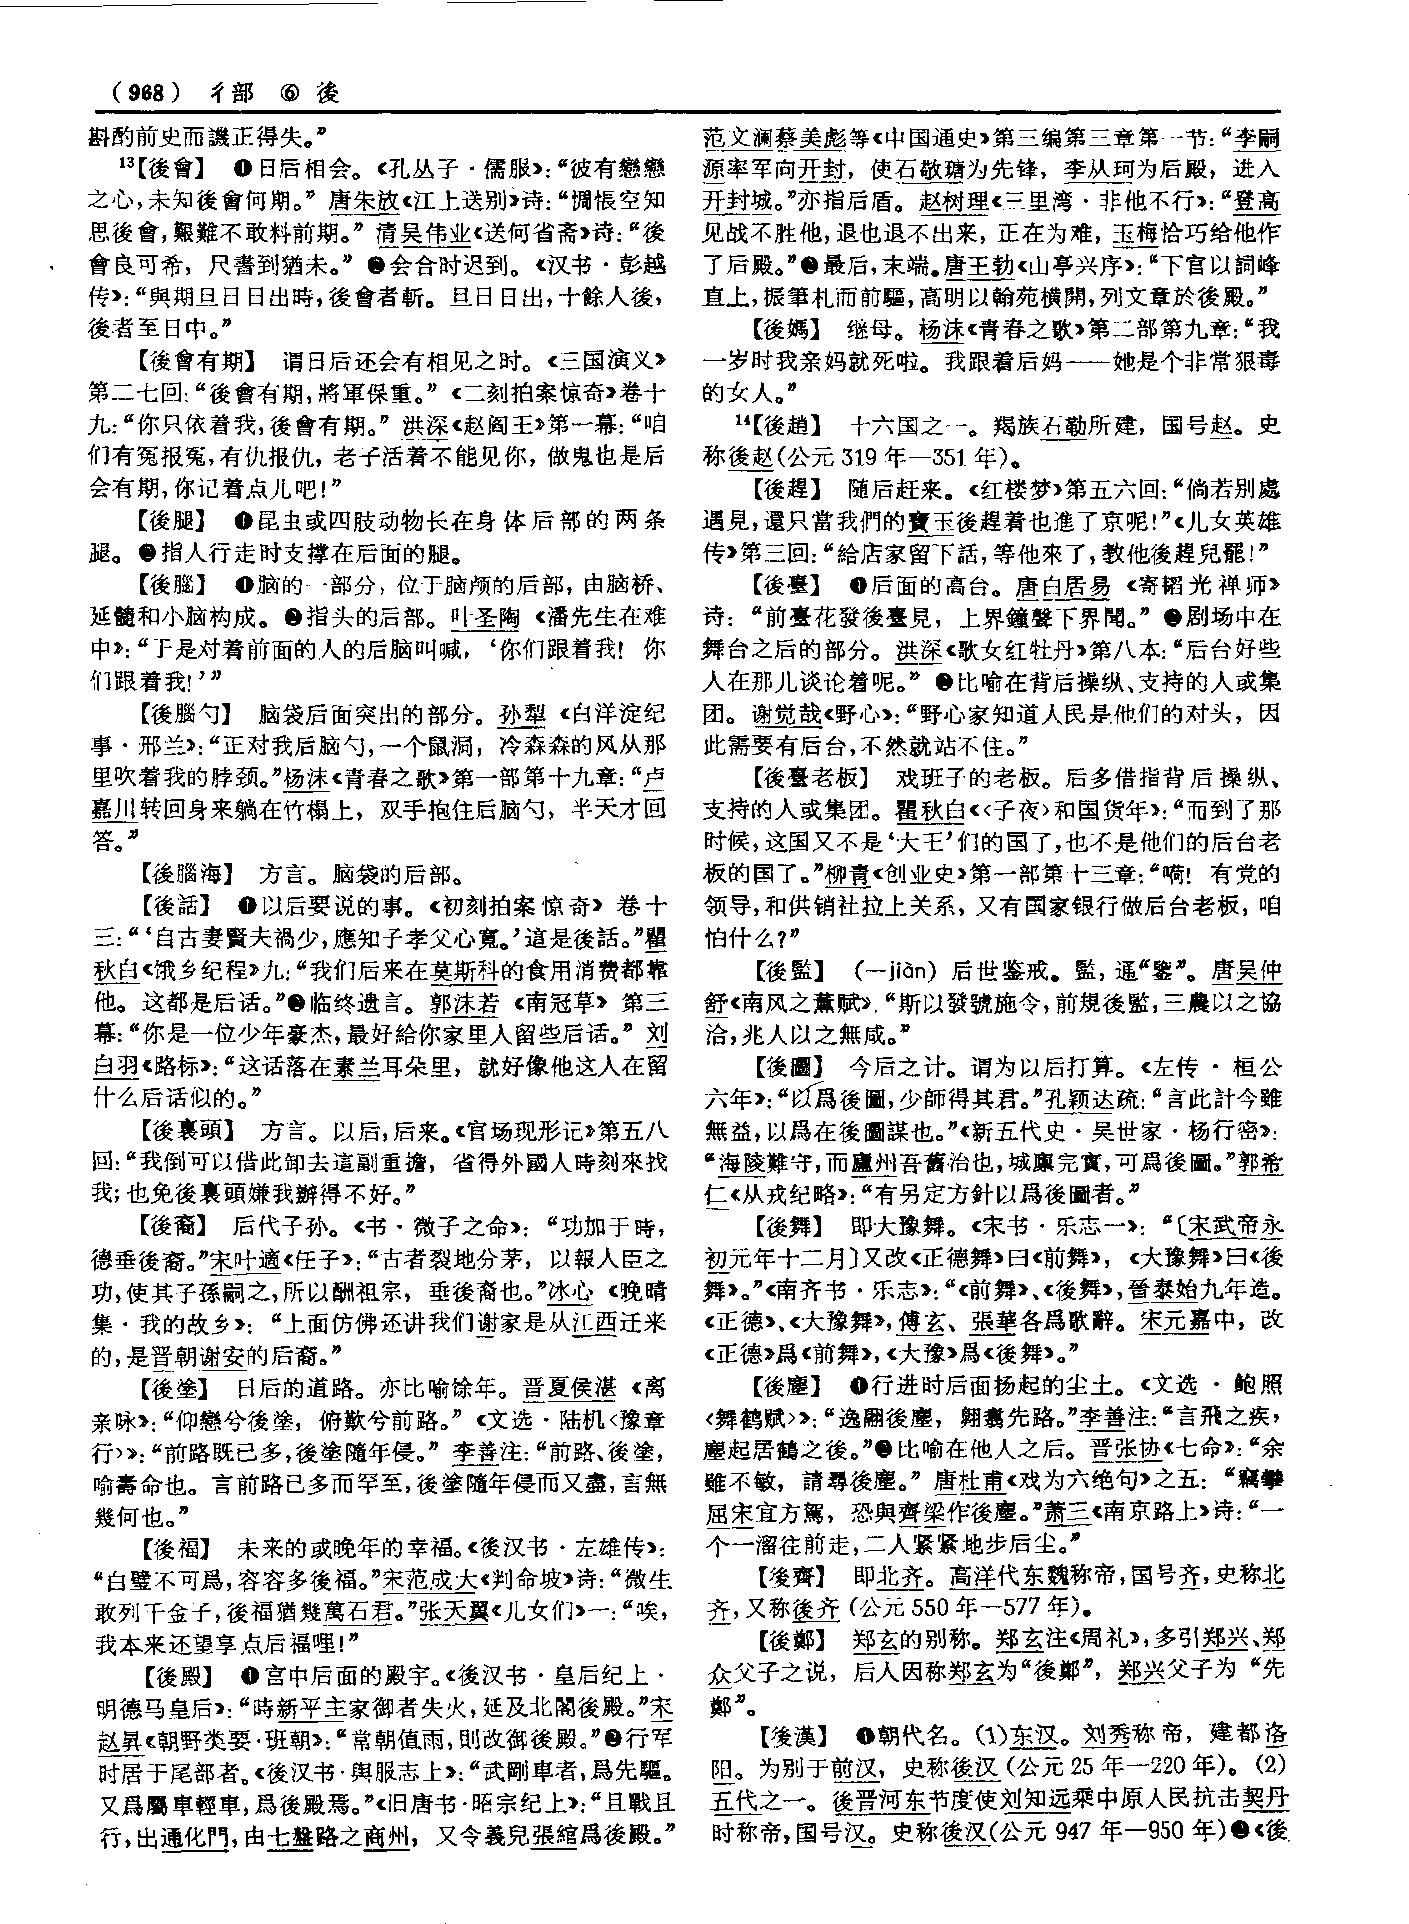 (968) 彳部 ⑥ 後
斟酌前史而譏正得失。”
13【後會】 ❶日后相会。《孔丛子·儒服》：“彼有戀戀
之心，未知後會何期。”唐朱放《江上送别》诗：“惆悵空知
思後會，艱難不敢料前期。”清吴伟业《送何省斋》诗：“後
會良可希，尺書到猶未。”❷会合时迟到。《汉书·彭越
传》：“與期旦日日出時，後會者斬。旦日日出，十餘人後，
後者至日中。”
【後會有期】 谓日后还会有相见之时。《三国演义》
第二七回：“後會有期，將軍保重。”《二刻拍案惊奇》卷十
九：“你只依着我，後會有期。”洪深《赵阎王》第一幕：“咱
们有冤报冤，有仇报仇，老子活着不能见你，做鬼也是后
会有期，你记着点儿吧！”
【後腿】 ❶昆虫或四肢动物长在身体后部的两条
腿。❷指人行走时支撑在后面的腿。
【後腦】 ❶脑的一部分，位于脑颅的后部，由脑桥、
延髓和小脑构成。❷指头的后部。叶圣陶《潘先生在难
中》：“于是对着前面的人的后脑叫喊，‘你们跟着我！你
们跟着我！’”
【後腦勺】 脑袋后面突出的部分。孙犁《白洋淀纪
事·邢兰》：“正对我后脑勺，一个鼠洞，冷森森的风从那
里吹着我的脖颈。”杨沫《青春之歌》第一部第十九章：“卢
嘉川转回身来躺在竹榻上，双手抱住后脑勺，半天才回
答。”
【後腦海】 方言。脑袋的后部。
【後話】 ❶以后要说的事。《初刻拍案惊奇》卷十
三：“‘自古妻賢夫禍少，應知子孝父心寬。’這是後話。”瞿
秋白《饿乡纪程》九：“我们后来在莫斯科的食用消费都靠
他。这都是后话。”❷临终遗言。郭沫若《南冠草》第三
幕：“你是一位少年豪杰，最好给你家里人留些后话。”刘
白羽《路标》：“这话落在素兰耳朵里，就好像他这人在留
什么后话似的。”
【後裏頭】 方言。以后，后来。《官场现形记》第五八
回：“我倒可以借此卸去這副重擔，省得外國人時刻來找
我；也免後裏頭嫌我辦得不好。”
【後裔】 后代子孙。《书·微子之命》：“功加于時，
德垂後裔。”宋叶適《任子》：“古者裂地分茅，以報人臣之
功，使其子孫嗣之，所以酬祖宗，垂後裔也。”冰心《晚晴
集·我的故乡》：“上面仿佛还讲我们谢家是从江西迁来
的，是晋朝谢安的后裔。”
【後塗】 日后的道路。亦比喻馀年。晋夏侯湛《离
亲咏》：“仰戀兮後塗，俯歎兮前路。”《文选·陆机〈豫章
行〉》：“前路既已多，後塗隨年侵。”李善注：“前路、後塗，
喻壽命也。言前路已多而罕至，後塗隨年侵而又盡，言無
幾何也。”
【後福】 未来的或晚年的幸福。《後汉书·左雄传》：
“白璧不可爲，容容多後福。”宋范成大《判命坡》诗：“微生
敢列千金子，後福猶幾萬石君。”张天翼《儿女们》一：“唉，
我本来还望享点后福哩！”
【後殿】 ❶宫中后面的殿宇。《後汉书·皇后纪上·
明德马皇后》：“時新平主家御者失火，延及北閣後殿。”宋
赵昇《朝野类要·班朝》：“常朝值雨，則改御後殿。”❷行军
时居于尾部者。《後汉书·舆服志上》：“武剛車者，爲先驅。
又爲屬車輕車，爲後殿焉。”《旧唐书·昭宗纪上》：“且戰且
行，出通化門，由七盤路之商州，又令義兒張綰爲後殿。”
范文澜蔡美彪等《中国通史》第三编第三章第一节：“李嗣
源率军向开封，使石敬瑭为先锋，李从珂为后殿，进入
开封城。”亦指后盾。赵树理《三里湾·非他不行》：“登高
见战不胜他，退也退不出来，正在为难，玉梅恰巧给他作
了后殿。”❸最后，末端。唐王勃《山亭兴序》：“下官以詞峰
直上，振筆札而前驅，高明以翰苑横開，列文章於後殿。”
【後媽】 继母。杨沫《青春之歌》第二部第九章：“我
一岁时我亲妈就死啦。我跟着后妈——她是个非常狠毒
的女人。”
14【後趙】 十六国之一。羯族石勒所建，国号赵。史
称後赵(公元319年—351年)。
【後趕】 随后赶来。《红楼梦》第五六回：“倘若别處
遇見，還只當我們的寶玉後趕着也進了京呢！”《儿女英雄
传》第三回：“給店家留下話，等他來了，教他後趕兒罷！”
【後臺】 ❶后面的高台。唐白居易《寄韬光禅师》
诗：“前臺花發後臺見，上界鐘聲下界聞。”❷剧场中在
舞台之后的部分。洪深《歌女红牡丹》第八本：“后台好些
人在那儿谈论着呢。”❸比喻在背后操纵、支持的人或集
团。谢觉哉《野心》：“野心家知道人民是他们的对头，因
此需要有后台，不然就站不住。”
【後臺老板】 戏班子的老板。后多借指背后操纵、
支持的人或集团。瞿秋白《〈子夜〉和国货年》：“而到了那
时候，这国又不是‘大王’们的国了，也不是他们的后台老
板的国了。”柳青《创业史》第一部第十三章：“嗬！有党的
领导，和供销社拉上关系，又有国家银行做后台老板，咱
怕什么？”
【後監】 (—jiàn) 后世鉴戒。監，通“鑒”。唐吴仲
舒《南风之薰赋》：“斯以發號施令，前規後監，三農以之協
洽，兆人以之無咸。”
【後圖】 今后之计。谓为以后打算。《左传·桓公
六年》：“以爲後圖，少師得其君。”孔颖达疏：“言此計今雖
無益，以爲在後圖謀也。”《新五代史·吴世家·杨行密》：
“海陵難守，而廬州吾舊治也，城廪完實，可爲後圖。”郭希
仁《从戎纪略》：“有另定方針以爲後圖者。”
【後舞】 即大豫舞。《宋书·乐志一》：“〔宋武帝永
初元年十二月〕又改《正德舞》曰《前舞》，《大豫舞》曰《後
舞》。”《南齐书·乐志》：“《前舞》、《後舞》，晉泰始九年造。
《正德》、《大豫舞》，傅玄、張華各爲歌辭。宋元嘉中，改
《正德》爲《前舞》，《大豫》爲《後舞》。”
【後塵】 ❶行进时后面扬起的尘土。《文选·鲍照
〈舞鹤赋〉》：“逸翮後塵，翱翥先路。”李善注：“言飛之疾，
塵起居鶴之後。”❷比喻在他人之后。晋张协《七命》：“余
雖不敏，請尋後塵。”唐杜甫《戏为六绝句》之五：“竊攀
屈宋宜方駕，恐與齊梁作後塵。”萧三《南京路上》诗：“一
个一溜往前走，二人紧紧地步后尘。”
【後齊】 即北齐。高洋代东魏称帝，国号齐，史称北
齐，又称後齐(公元550年—577年)。
【後鄭】 郑玄的别称。郑玄注《周礼》，多引郑兴、郑
众父子之说，后人因称郑玄为“後鄭”，郑兴父子为“先
鄭”。
【後漢】 ❶朝代名。(1)东汉。刘秀称帝，建都洛
阳。为别于前汉，史称後汉(公元25年—220年)。(2)
五代之一。後晋河东节度使刘知远乘中原人民抗击契丹
时称帝，国号汉。史称後汉(公元947年—950年)❷《後